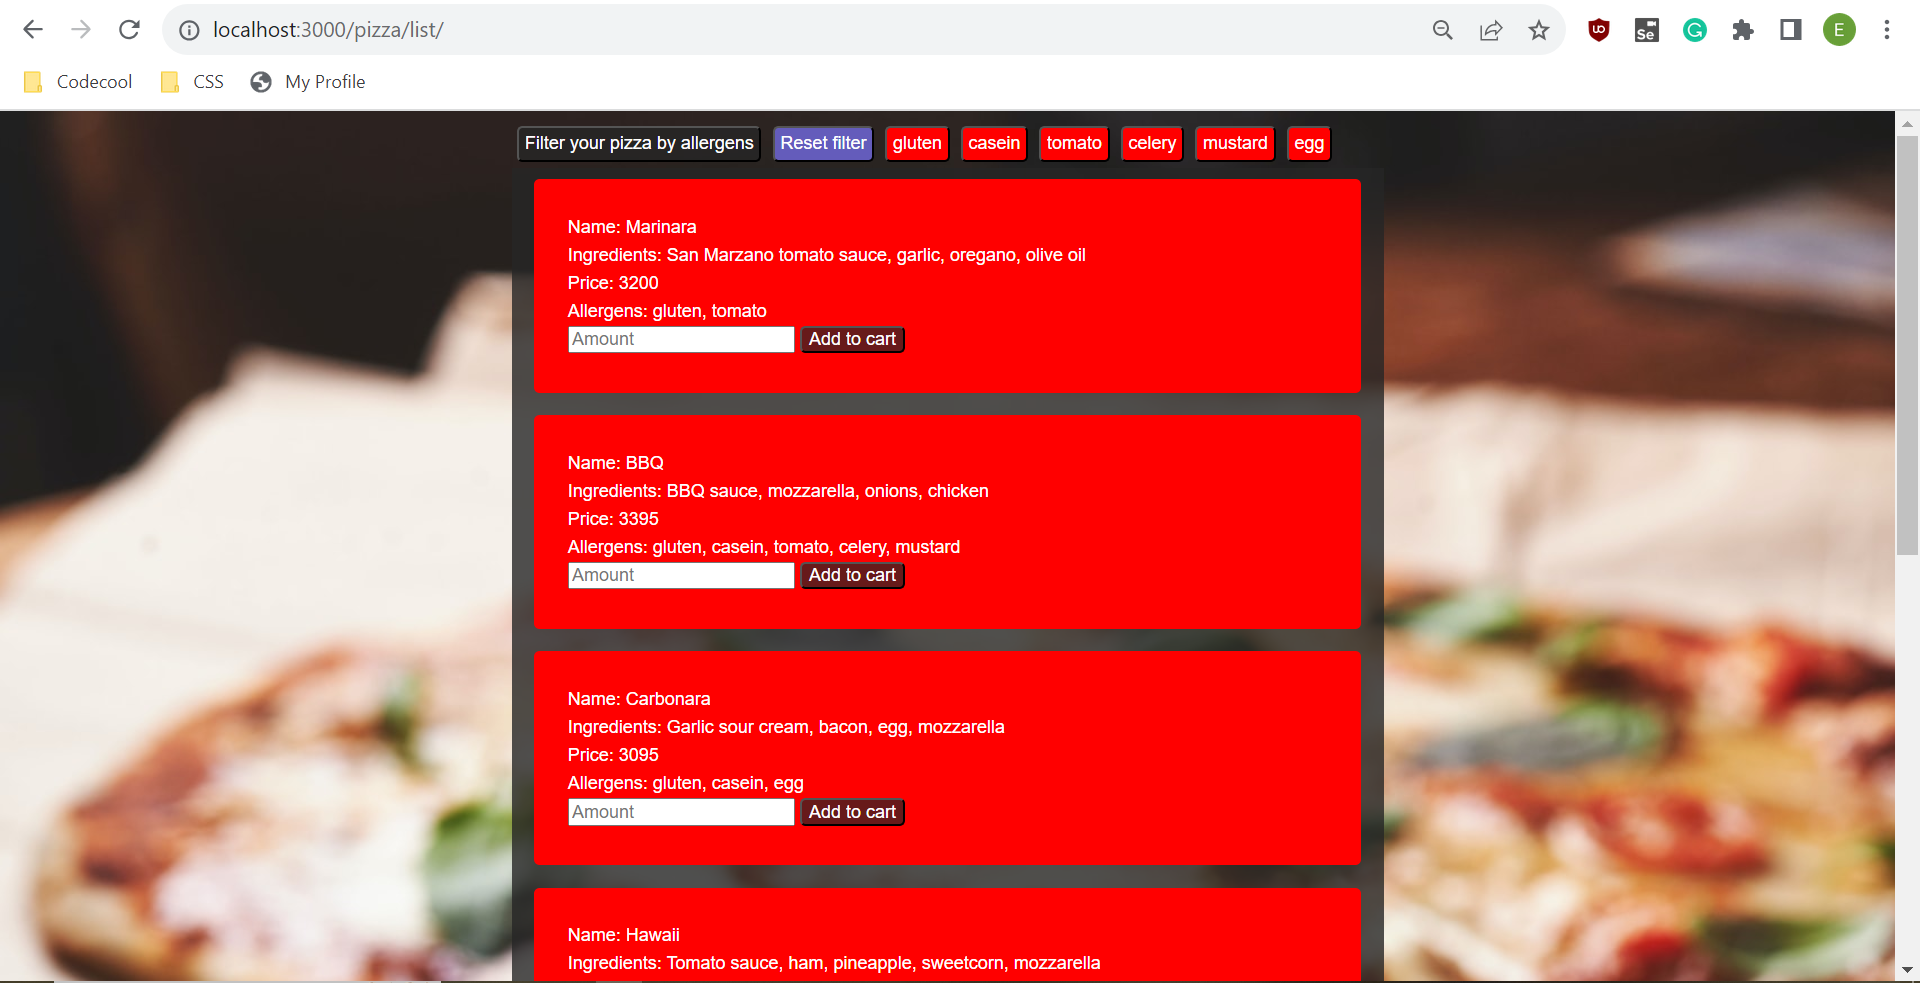 localhost:3000/pizza/list/
Se
G
E
Codecool
CSS
My Profile
Filter your pizza by allergens
Reset filter
gluten
casein
tomato
celery
mustard
egg
Name: Marinara
Ingredients: San Marzano tomato sauce, garlic, oregano, olive oil
Price: 3200
Allergens: gluten, tomato
Amount
Add to cart
Name: BBQ
Ingredients: BBQ sauce, mozzarella, onions, chicken
Price: 3395
Allergens: gluten, casein, tomato, celery, mustard
Amount
Add to cart
Name: Carbonara
Ingredients: Garlic sour cream, bacon, egg, mozzarella
Price: 3095
Allergens: gluten, casein, egg
Amount
Add to cart
Name: Hawaii
Ingredients: Tomato sauce, ham, pineapple, sweetcorn, mozzarella